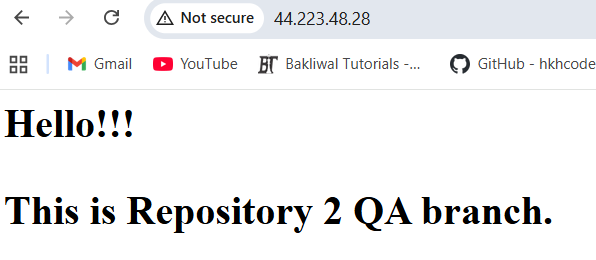 Not secure 44.223.48.28
Gmail YouTube BT Bakliwal Tutorials -... GitHub - hkhcode
Hello!!!
This is Repository 2 QA branch.